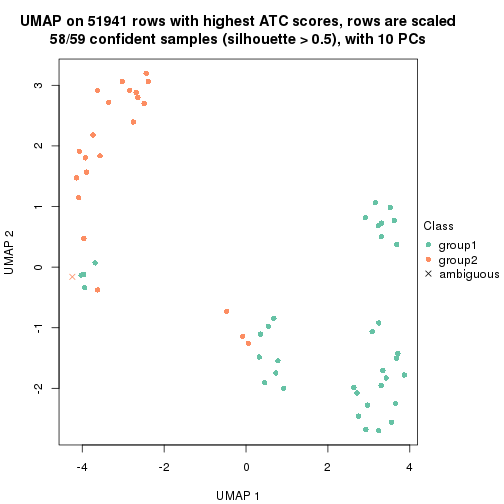 UMAP on 51941 rows with highest ATC scores, rows are scaled
58/59 confident samples (silhouette > 0.5), with 10 PCs
3
2
1
0
-1
-2
UMAP 2
Class
group1
group2
ambiguous
-4
-2
0
2
4
UMAP 1